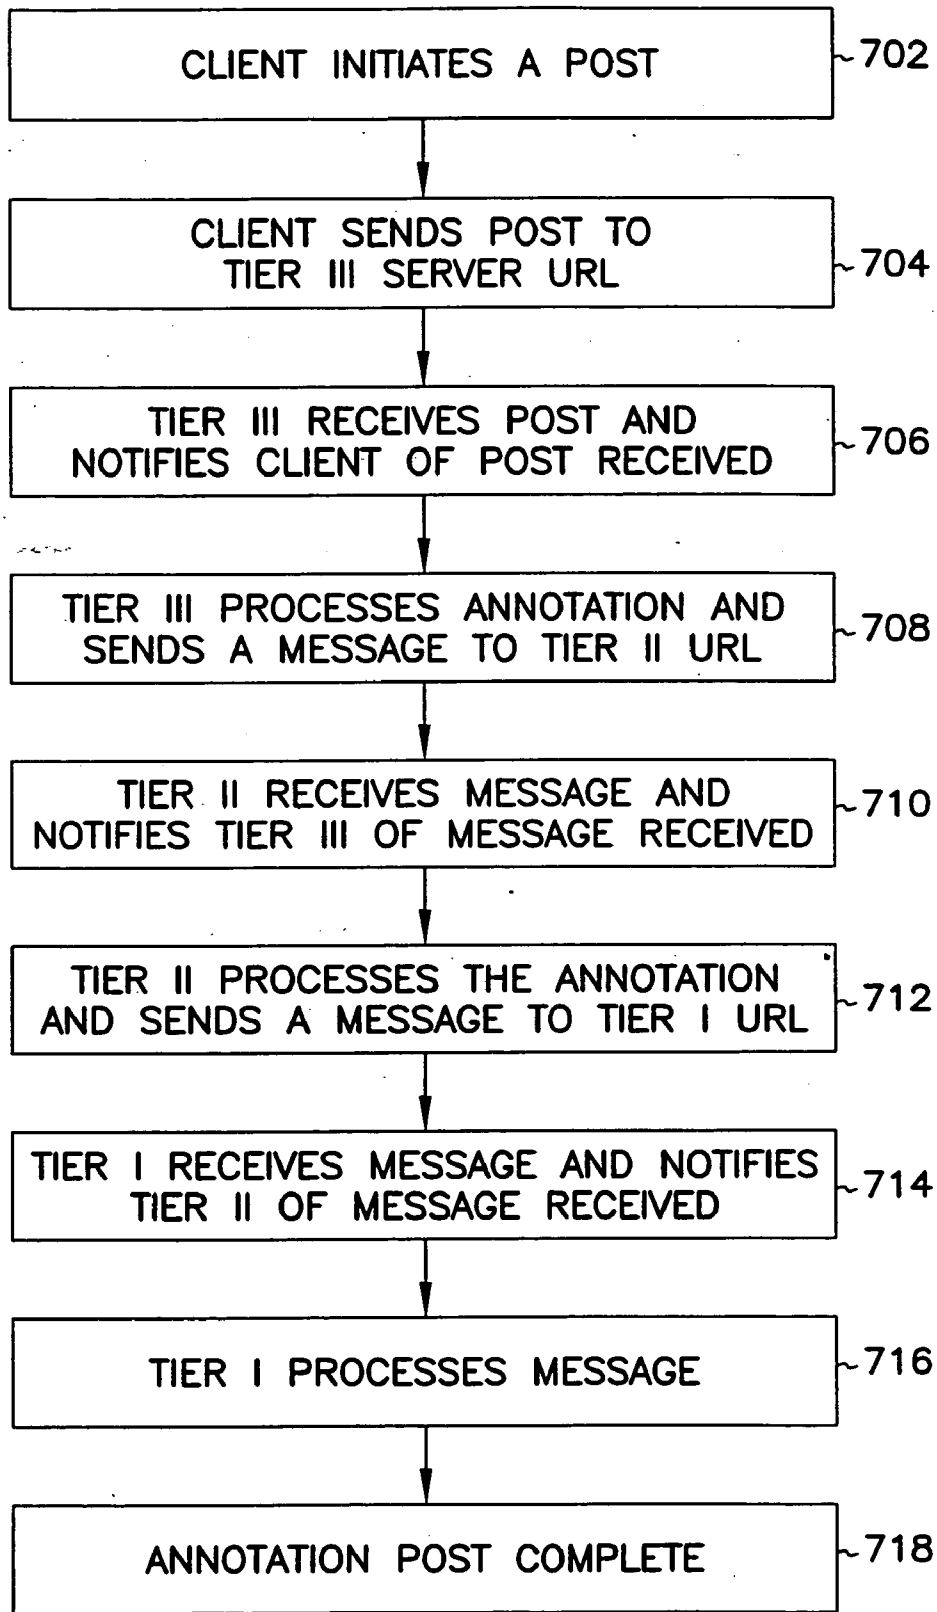 CLIENT INITIATES A POST
702
CLIENT SENDS POST TO
TIER III SERVER URL
704
TIER III RECEIVES POST AND
NOTIFIES CLIENT OF POST RECEIVED
706
TIER III PROCESSES ANNOTATION AND
SENDS A MESSAGE TO TIER II URL
708
TIER II RECEIVES MESSAGE AND
NOTIFIES TIER III OF MESSAGE RECEIVED
710
TIER II PROCESSES THE ANNOTATION
AND SENDS A MESSAGE TO TIER I URL
712
TIER I RECEIVES MESSAGE AND NOTIFIES
TIER II OF MESSAGE RECEIVED
714
TIER I PROCESSES MESSAGE
716
ANNOTATION POST COMPLETE
718